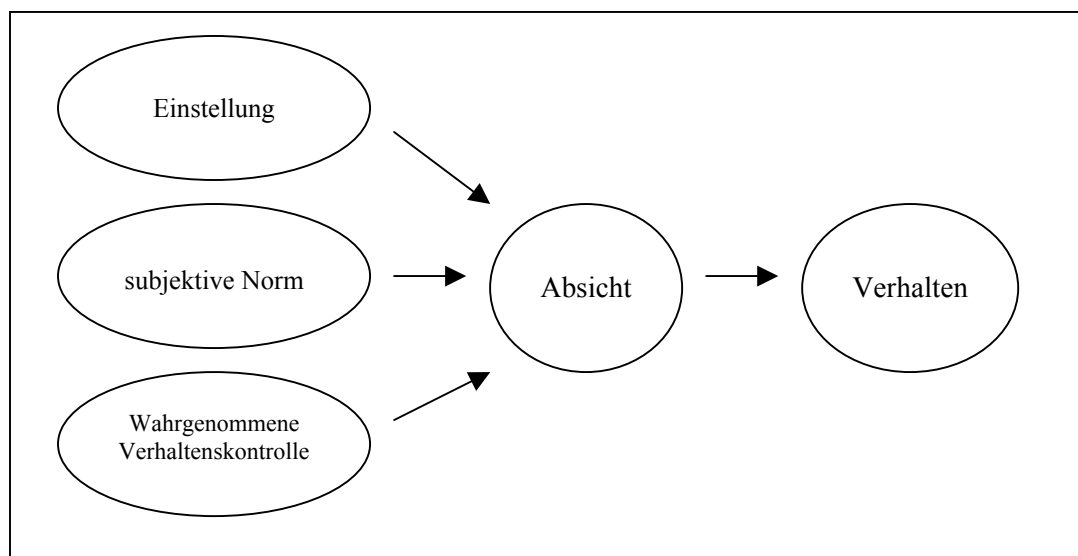 Einstellung
subjektive Norm
Wahrgenommene
Verhaltenskontrolle
Absicht
Verhalten